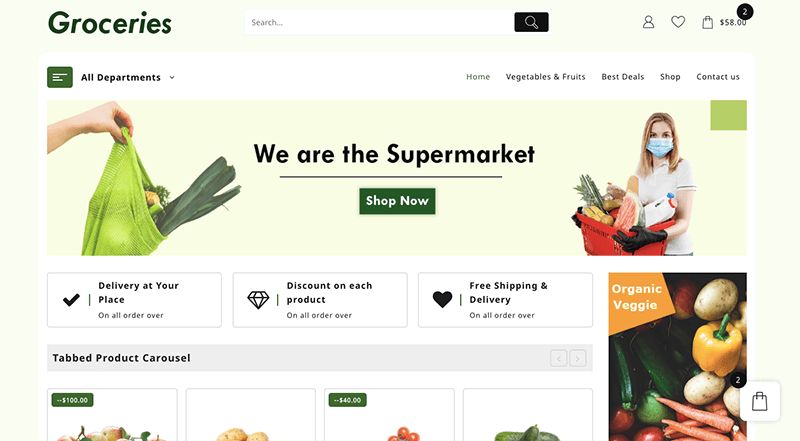 Groceries
Search...
2
$58.00
All Departments
Home
Vegetables & Fruits
Best Deals
Shop
Contact us
We are the Supermarket
Shop Now
Delivery at Your
Place
On all order over
Discount on each
product
On all order over
Free Shipping &
Delivery
On all order over
Organic
Veggie
Tabbed Product Carousel
2
--$100.00
--$40.00